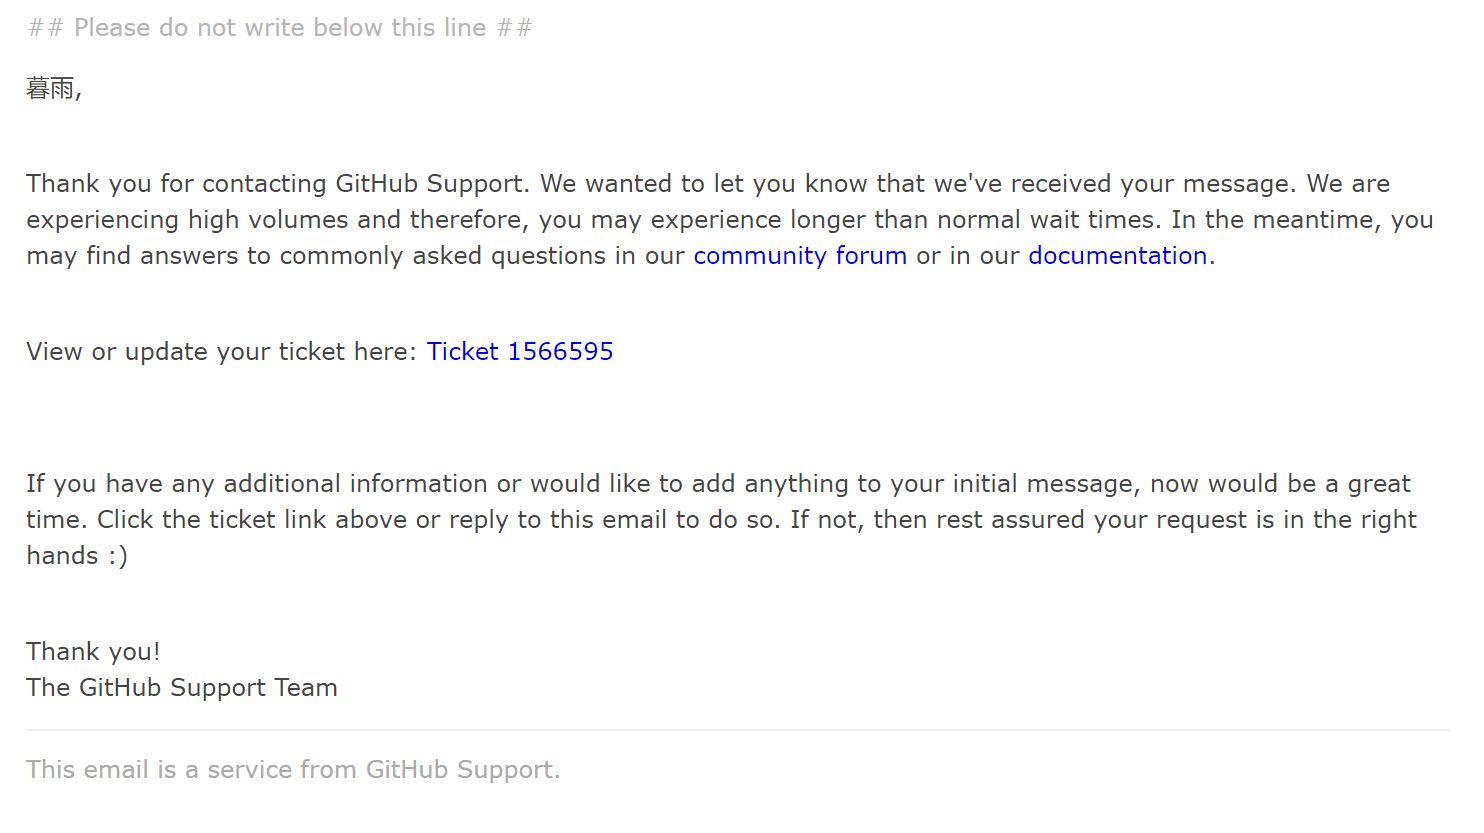 ## Please do not write below this line ##
暮雨,
Thank you for contacting GitHub Support. We wanted to let you know that we've received your message. We are
experiencing high volumes and therefore, you may experience longer than normal wait times. In the meantime, you
may find answers to commonly asked questions in our community forum or in our documentation.
View or update your ticket here: Ticket 1566595
If you have any additional information or would like to add anything to your initial message, now would be a great
time. Click the ticket link above or reply to this email to do so. If not, then rest assured your request is in the right
hands :)
Thank you!
The GitHub Support Team
This email is a service from GitHub Support.